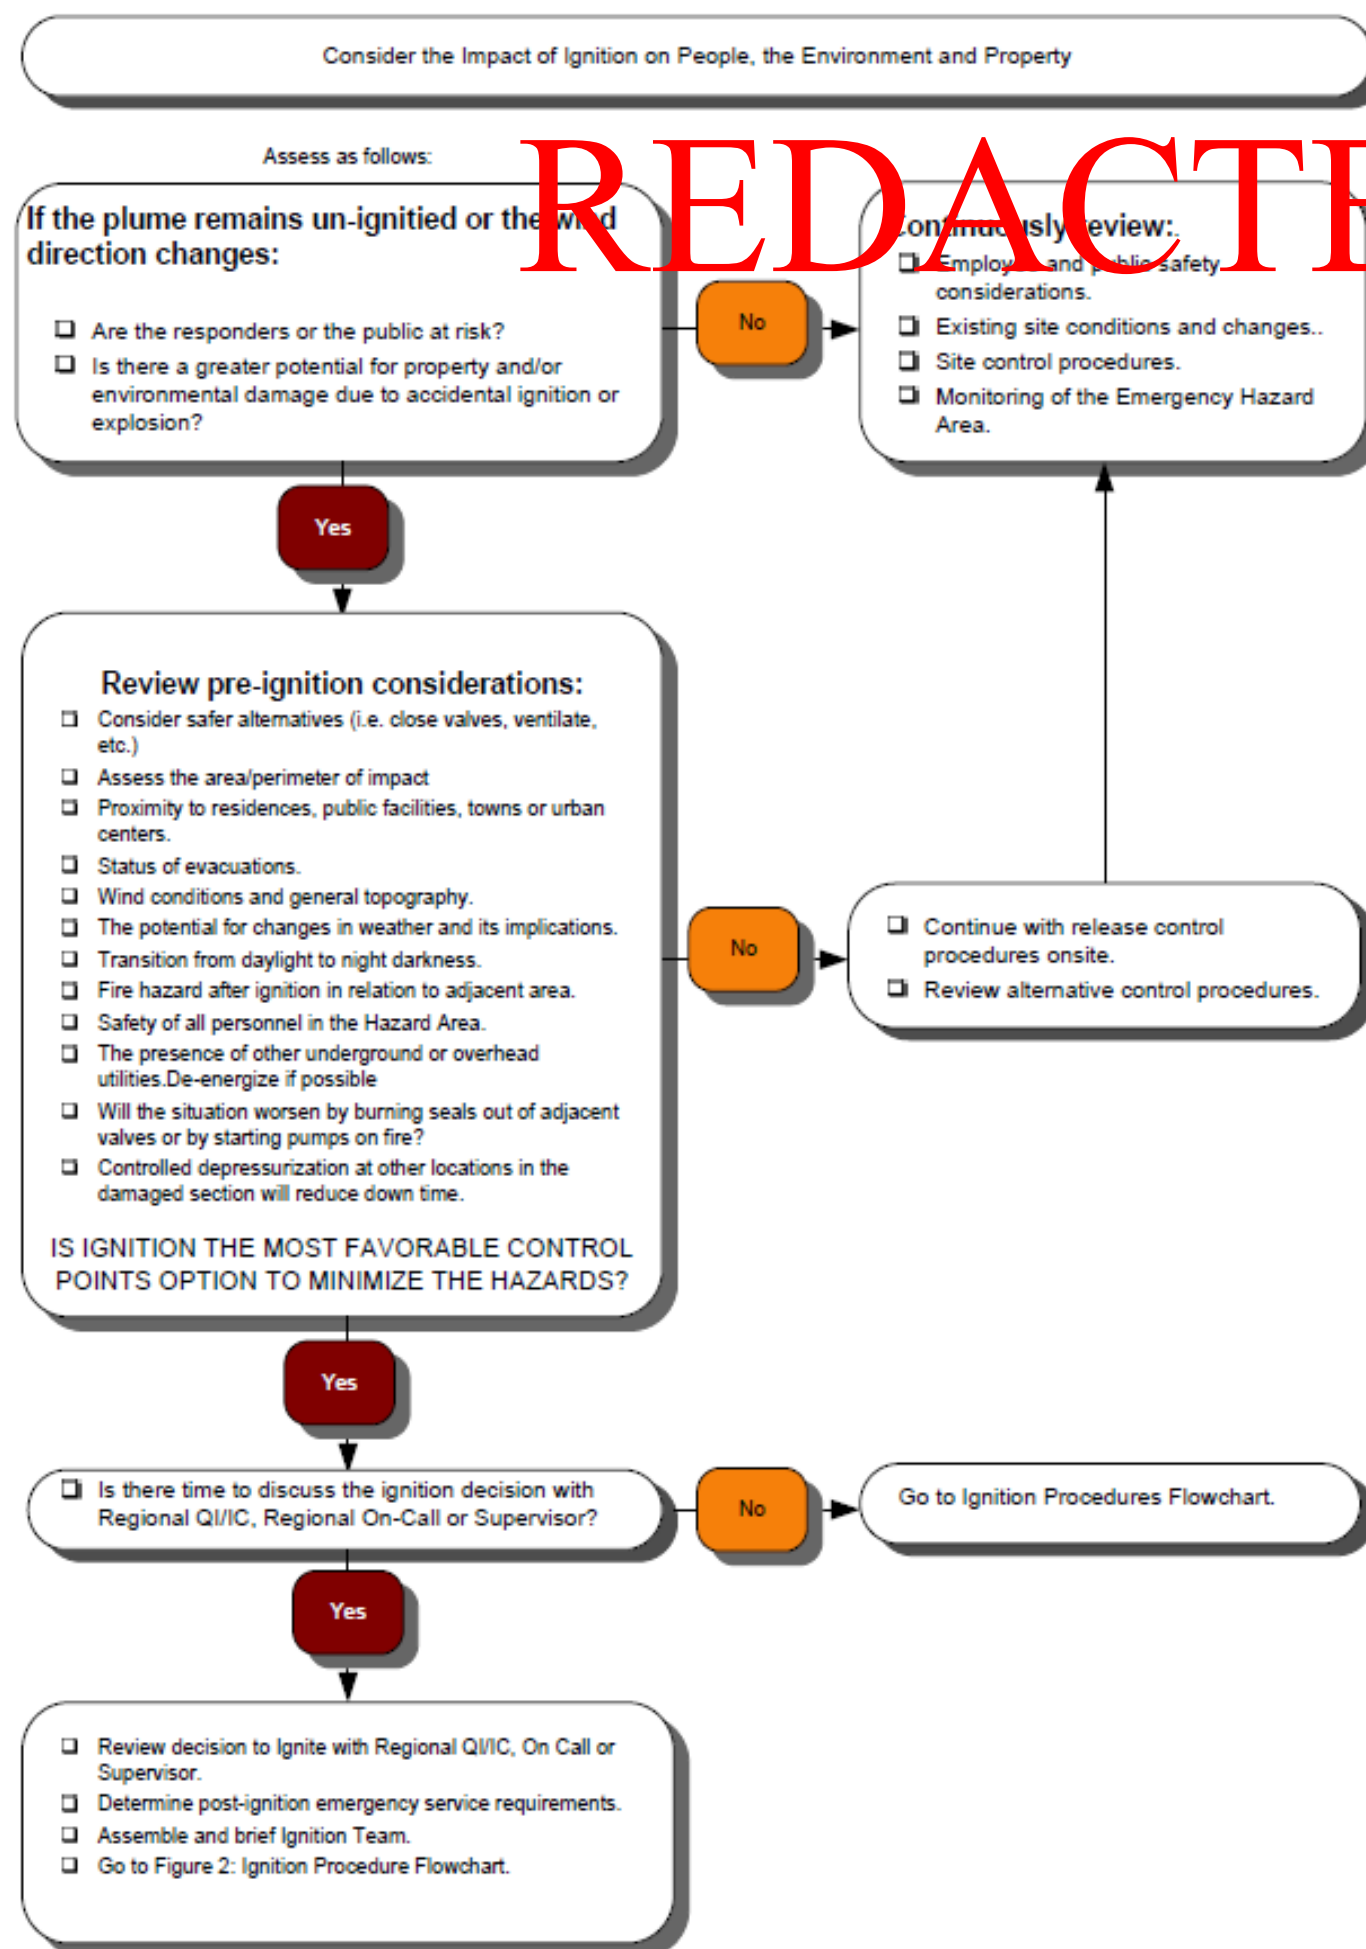 Consider the Impact of Ignition on People, the Environment and Property
Assess as follows:
REDACTE
If the plume remains un-ignitied or the wind
direction changes:
Are the responders or the public at risk?
Is there a greater potential for property and/or
environmental damage due to accidental ignition or
explosion?
No
Continuously review:.
Employee and public safety
considerations.
Existing site conditions and changes..
Site control procedures.
Monitoring of the Emergency Hazard
Area.
Yes
Review pre-ignition considerations:
Consider safer alternatives (i.e. close valves, ventilate,
etc.)
Assess the area/perimeter of impact
Proximity to residences, public facilities, towns or urban
centers.
Status of evacuations.
Wind conditions and general topography.
The potential for changes in weather and its implications.
Transition from daylight to night darkness.
Fire hazard after ignition in relation to adjacent area.
Safety of all personnel in the Hazard Area.
The presence of other underground or overhead
utilities.De-energize if possible
Will the situation worsen by burning seals out of adjacent
valves or by starting pumps on fire?
Controlled depressurization at other locations in the
damaged section will reduce down time.
IS IGNITION THE MOST FAVORABLE CONTROL
POINTS OPTION TO MINIMIZE THE HAZARDS?
No
Continue with release control
procedures onsite.
Review alternative control procedures.
Yes
Is there time to discuss the ignition decision with
Regional QI/IC, Regional On-Call or Supervisor?
No
Go to Ignition Procedures Flowchart.
Yes
Review decision to Ignite with Regional QI/IC, On Call or
Supervisor.
Determine post-ignition emergency service requirements.
Assemble and brief Ignition Team.
Go to Figure 2: Ignition Procedure Flowchart.